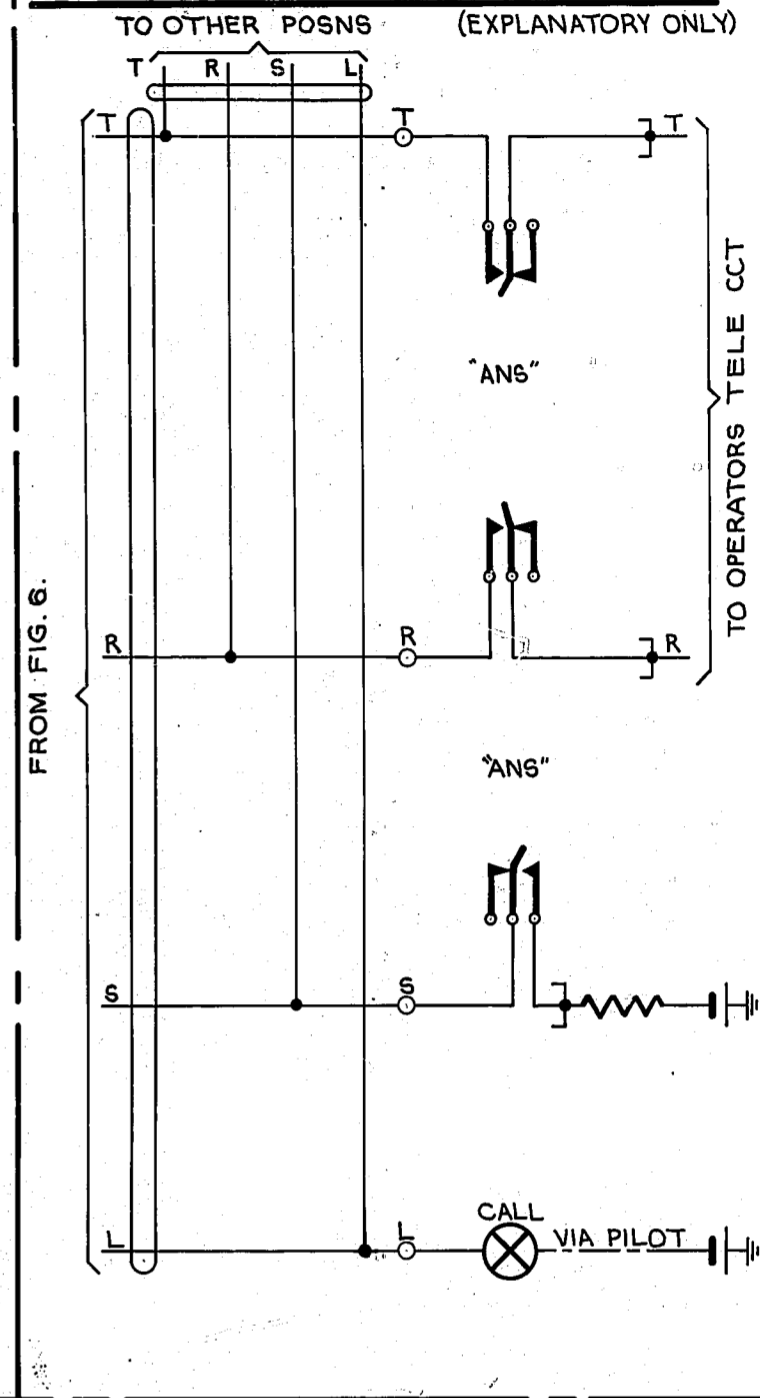 TO OTHER POSNS (EXPLANATORY ONLY)
T R S L
T T T
"ANS"
TO OPERATORS TELE CCT
FROM FIG. 6.
R R R
"ANS"
S S
CALL
L L VIA PILOT